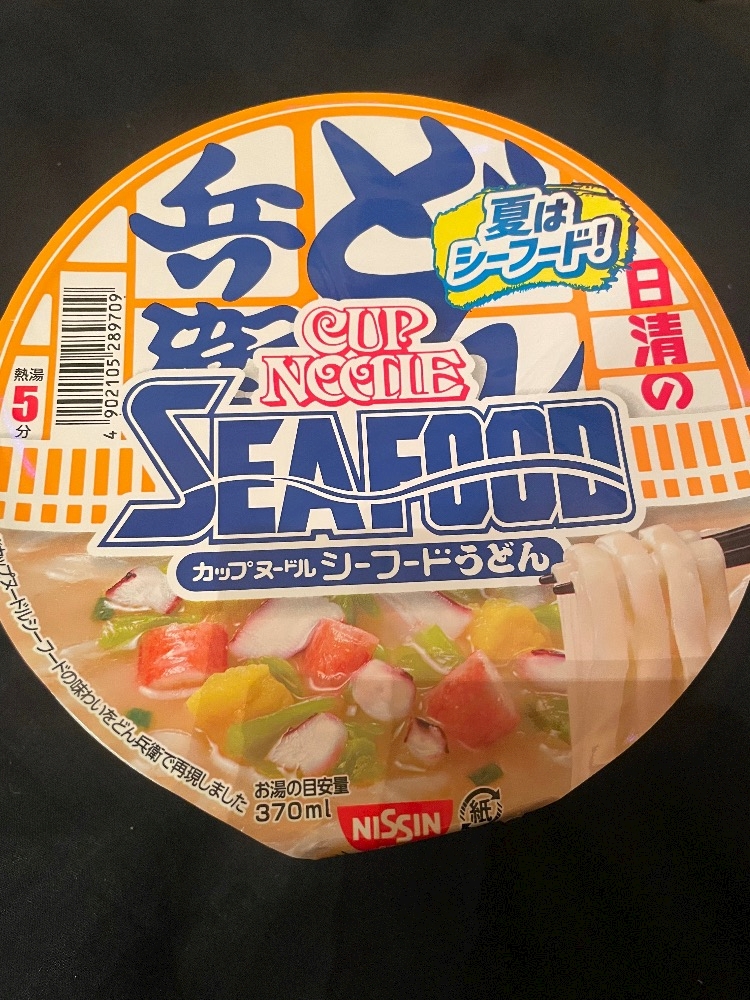 日清の
どん兵衛
夏は
シーフード!
CUP
NOODLE
SEAFOOD
カップヌードル シーフードうどん
熱湯
5
分
4 902105 289709
カップヌードルシーフードの味わいをどん兵衛で再現しました
お湯の目安量
370ml
NISSIN
紙